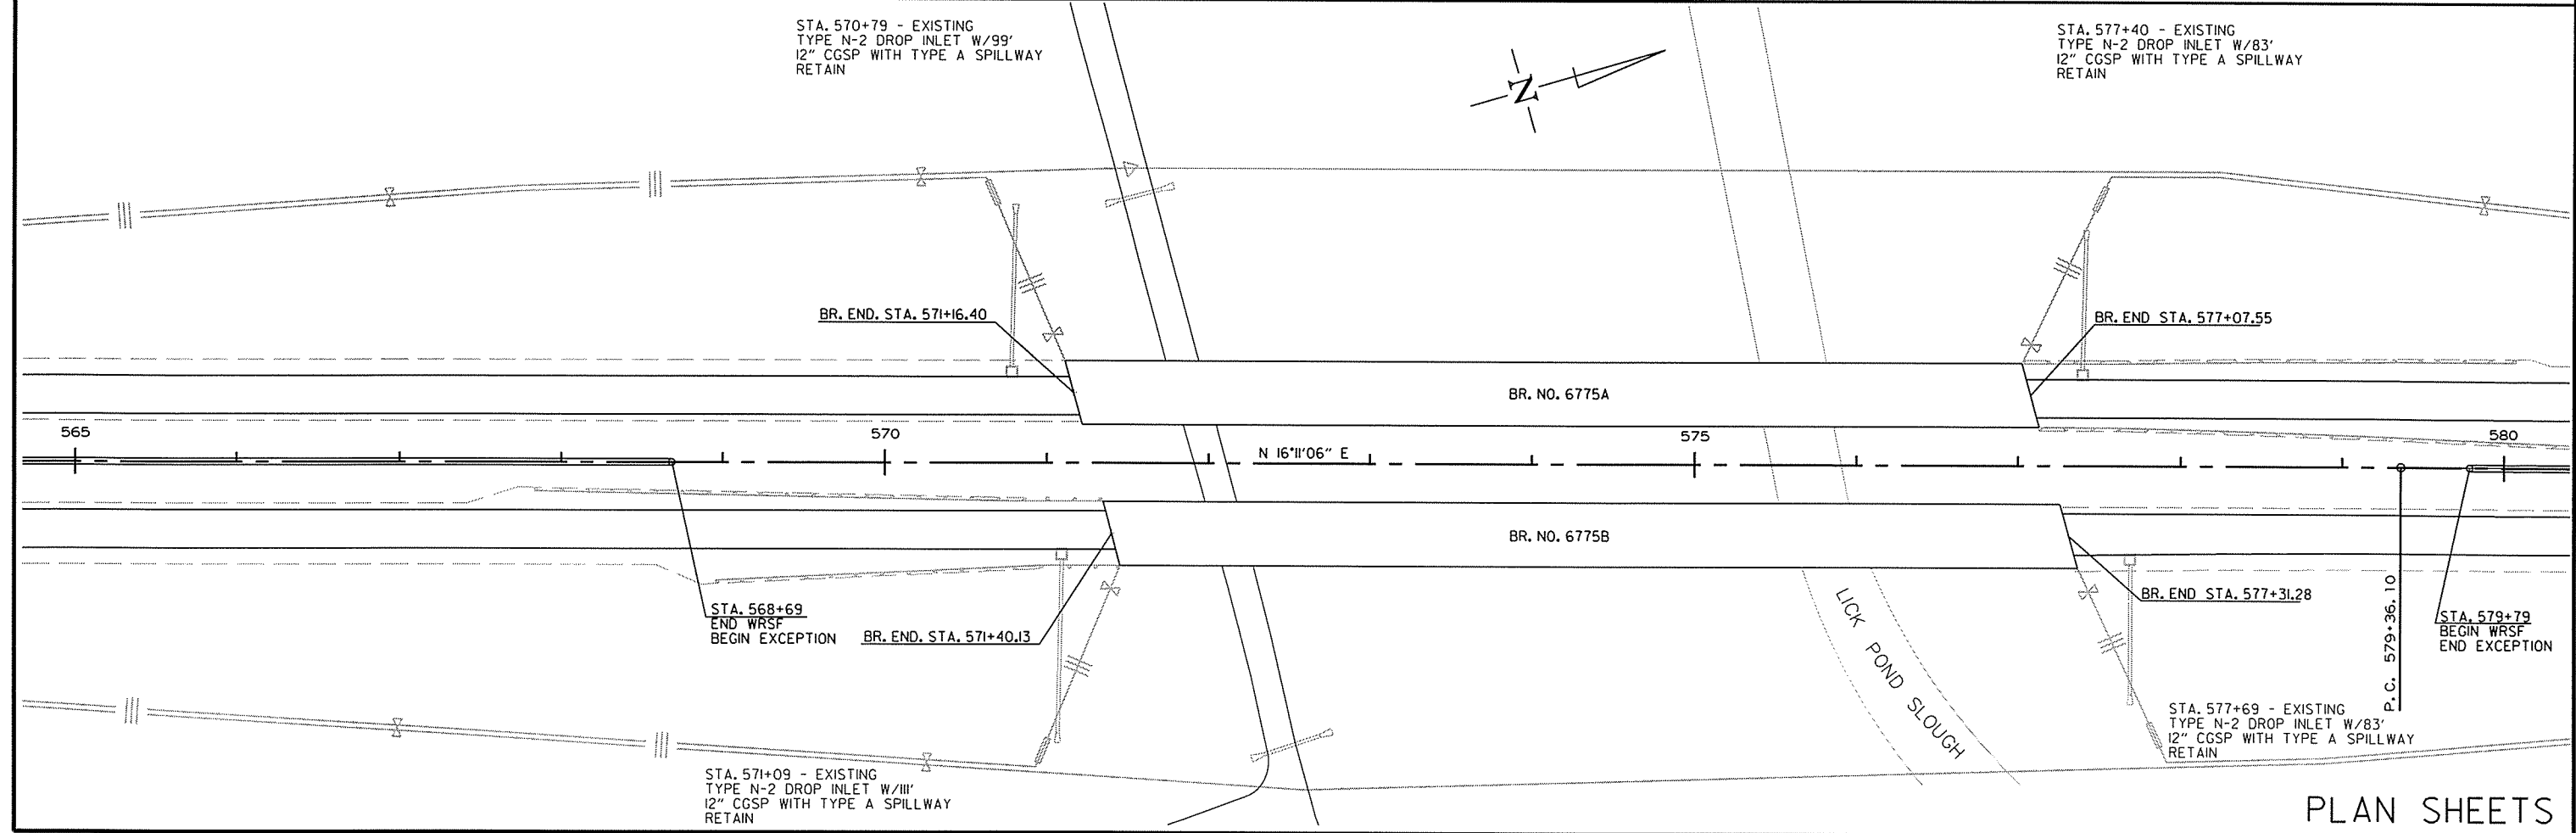 STA. 570+79 - EXISTING
TYPE N-2 DROP INLET W/99'
12" CGSP WITH TYPE A SPILLWAY
RETAIN
N
STA. 577+40 - EXISTING
TYPE N-2 DROP INLET W/83'
12" CGSP WITH TYPE A SPILLWAY
RETAIN
BR. END. STA. 571+16.40
BR. END STA. 577+07.55
BR. NO. 6775A
565
570
575
580
N 16°11'06" E
BR. NO. 6775B
STA. 568+69
END WRSF
BEGIN EXCEPTION
BR. END. STA. 571+40.13
LICK POND SLOUGH
BR. END STA. 577+31.28
P.C. 579+36.10
STA. 579+79
BEGIN WRSF
END EXCEPTION
STA. 577+69 - EXISTING
TYPE N-2 DROP INLET W/83'
12" CGSP WITH TYPE A SPILLWAY
RETAIN
STA. 571+09 - EXISTING
TYPE N-2 DROP INLET W/111'
12" CGSP WITH TYPE A SPILLWAY
RETAIN
PLAN SHEETS